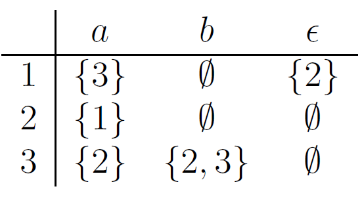 a b ϵ
1 {3} ∅ {2}
2 {1} ∅ ∅
3 {2} {2, 3} ∅